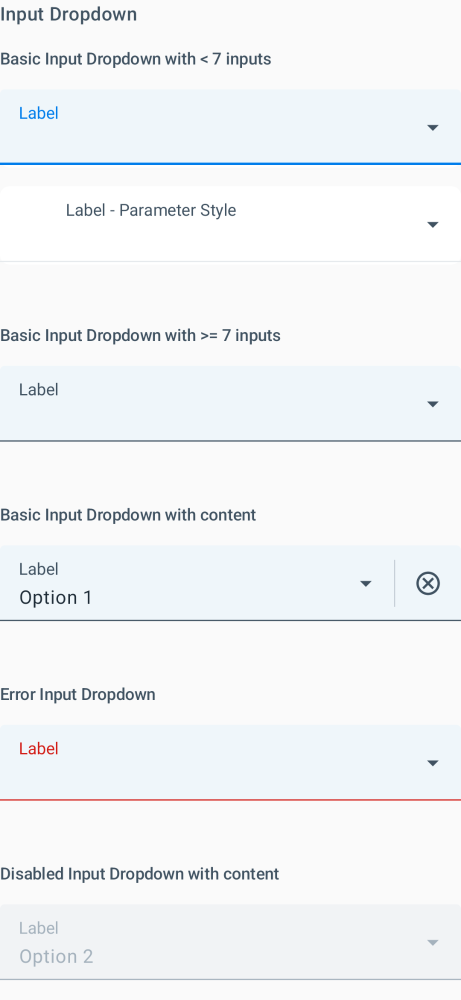 Input Dropdown
Basic Input Dropdown with < 7 inputs
Label
Label - Parameter Style
Basic Input Dropdown with >= 7 inputs
Label
Basic Input Dropdown with content
Label
Option 1
Error Input Dropdown
Label
Disabled Input Dropdown with content
Label
Option 2